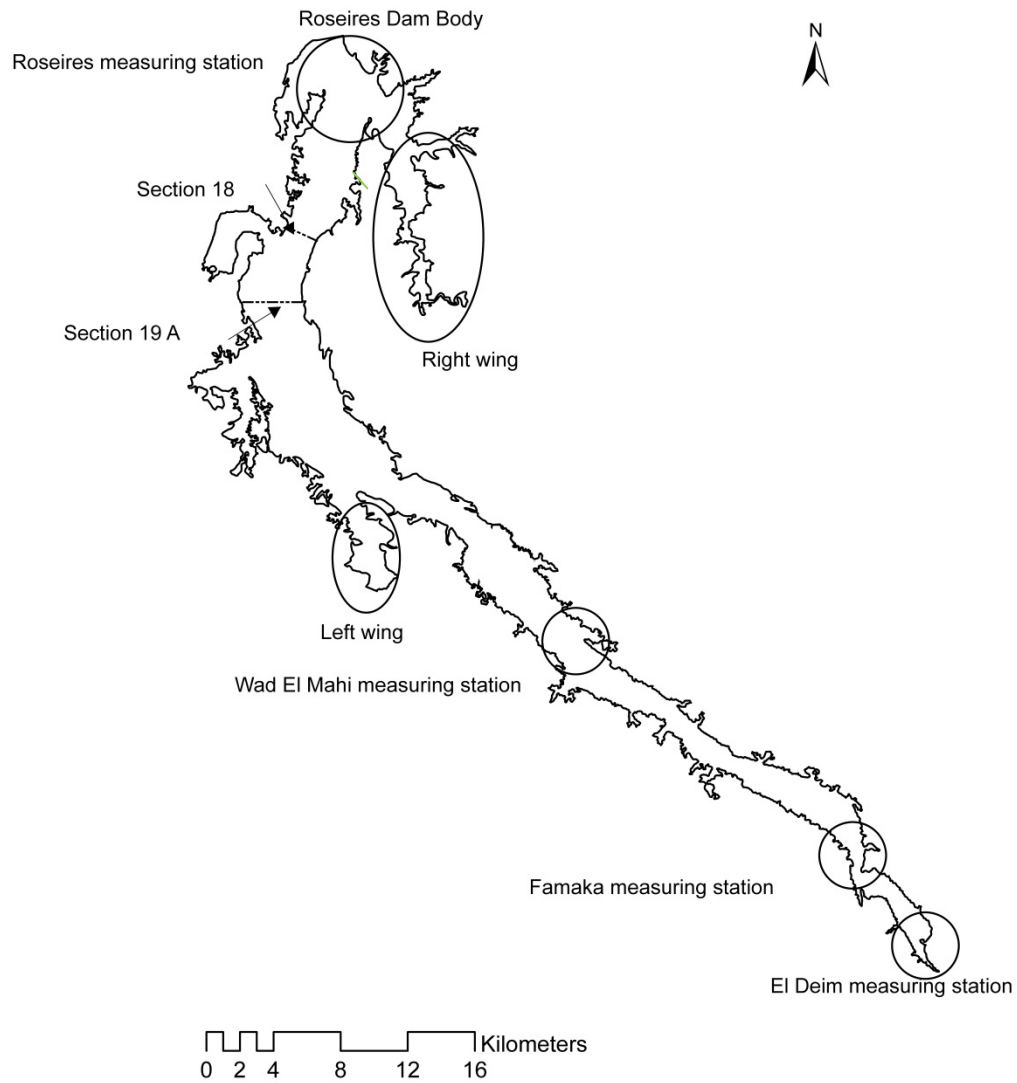 Roseires Dam Body
N
Roseires measuring station
Section 18
Section 19 A
Right wing
Left wing
Wad El Mahi measuring station
Famaka measuring station
El Deim measuring station
Kilometers
0 2 4 8 12 16